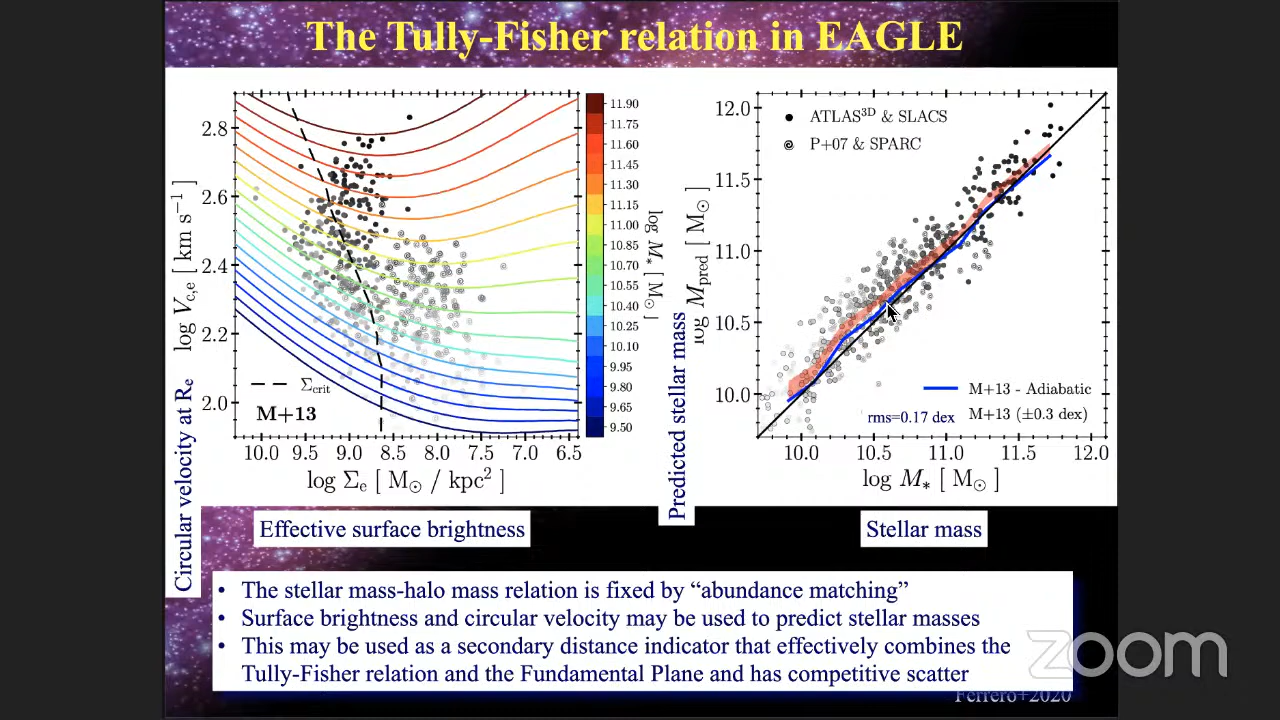 The Tully-Fisher relation in EAGLE
2.8
2.6
2.4
2.2
2.0
log V_c,e [ km s⁻¹ ]
Circular velocity at Re
Σcrit
M+13
10.0 9.5 9.0 8.5 8.0 7.5 7.0 6.5
log Σe [ M⊙ / kpc² ]
Effective surface brightness
11.90
11.75
11.60
11.45
11.30
11.15
11.00
10.85
10.70
10.55
10.40
10.25
10.10
9.95
9.80
9.65
9.50
log M* [ M⊙ ]
12.0
11.5
11.0
10.5
10.0
log Mpred [ M⊙ ]
Predicted stellar mass
ATLAS³ᴰ & SLACS
P+07 & SPARC
M+13 - Adiabatic
rms=0.17 dex
M+13 (±0.3 dex)
10.0 10.5 11.0 11.5 12.0
log M* [ M⊙ ]
Stellar mass
• The stellar mass-halo mass relation is fixed by “abundance matching”
• Surface brightness and circular velocity may be used to predict stellar masses
• This may be used as a secondary distance indicator that effectively combines the
Tully-Fisher relation and the Fundamental Plane and has competitive scatter
Ferrero+2020
zoom